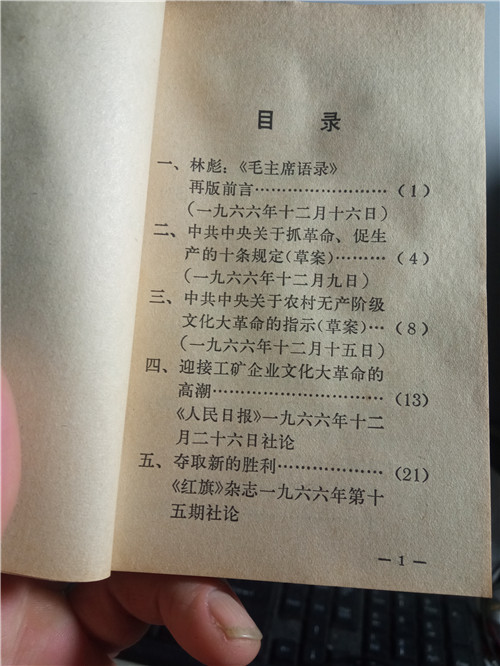 目 录
一、林彪：《毛主席语录》
再版前言……………………（1）
（一九六六年十二月十六日）
二、中共中央关于抓革命、促生
产的十条规定（草案）………（4）
（一九六六年十二月九日）
三、中共中央关于农村无产阶级
文化大革命的指示（草案）…（8）
（一九六六年十二月十五日）
四、迎接工矿企业文化大革命的
高潮…………………………（13）
《人民日报》一九六六年十二
月二十六日社论
五、夺取新的胜利………………（21）
《红旗》杂志一九六六年第十
五期社论
— 1 —